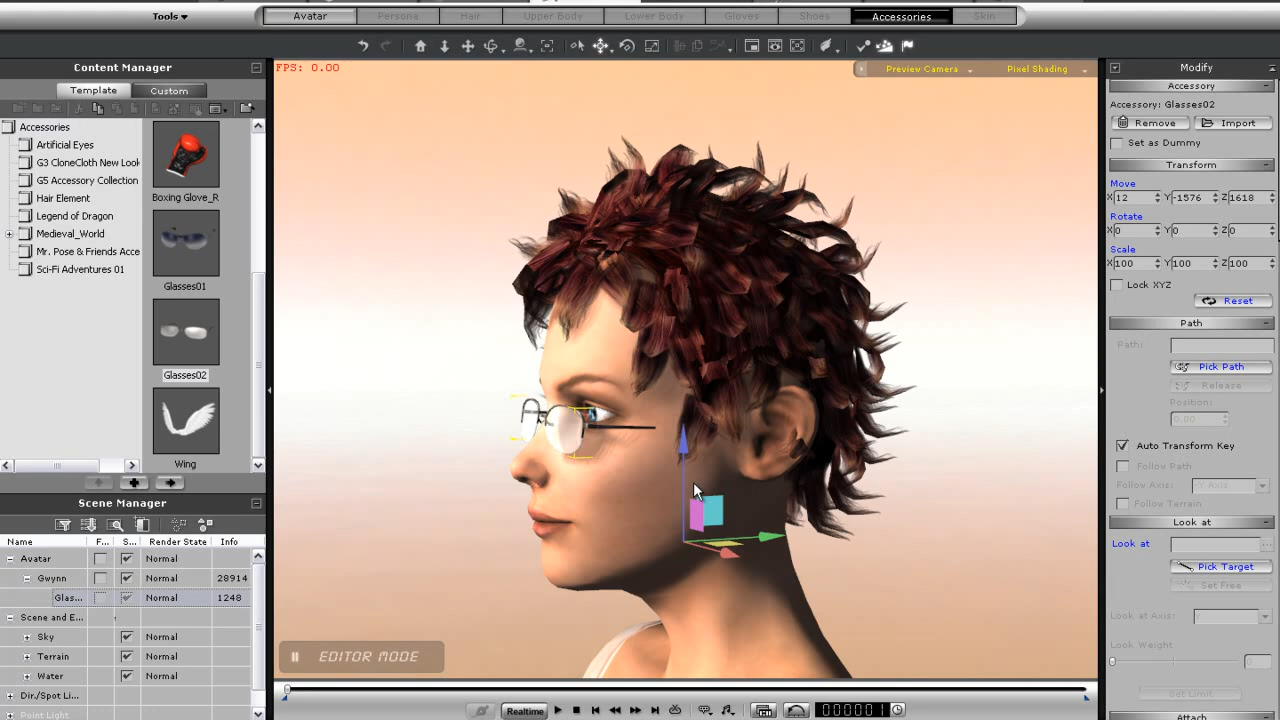 Tools
Avatar Persona Hair Upper Body Lower Body Gloves Shoes Accessories Skin
Content Manager
Template Custom
Accessories
Artificial Eyes
G3 CloneCloth New Look
G5 Accessory Collection
Hair Element
Legend of Dragon
Medieval_World
Mr. Pose & Friends Acce
Sci-Fi Adventures 01
Boxing Glove_R
Glasses01
Glasses02
Wing
Scene Manager
Name F... S... Render State Info
Avatar Normal
Gwynn Normal 28914
Glas... Normal 1248
Scene and E...
Sky Normal
Terrain Normal
Water Normal
Dir./Spot Li...
Point Light
FPS: 0.00
Preview Camera Pixel Shading
EDITOR MODE
Realtime
000001
Modify
Accessory
Accessory: Glasses02
Remove Import
Set as Dummy
Transform
Move
X 12 Y -1576 Z 1618
Rotate
X 0 Y 0 Z 0
Scale
X 100 Y 100 Z 100
Lock XYZ
Reset
Path
Path:
Pick Path
Release
Position:
0.00
Auto Transform Key
Follow Path
Follow Axis: -Y Axis
Follow Terrain
Look at
Look at
Pick Target
Set Free
Look at Axis: Y
Look Weight
0
Set Limit
Attach